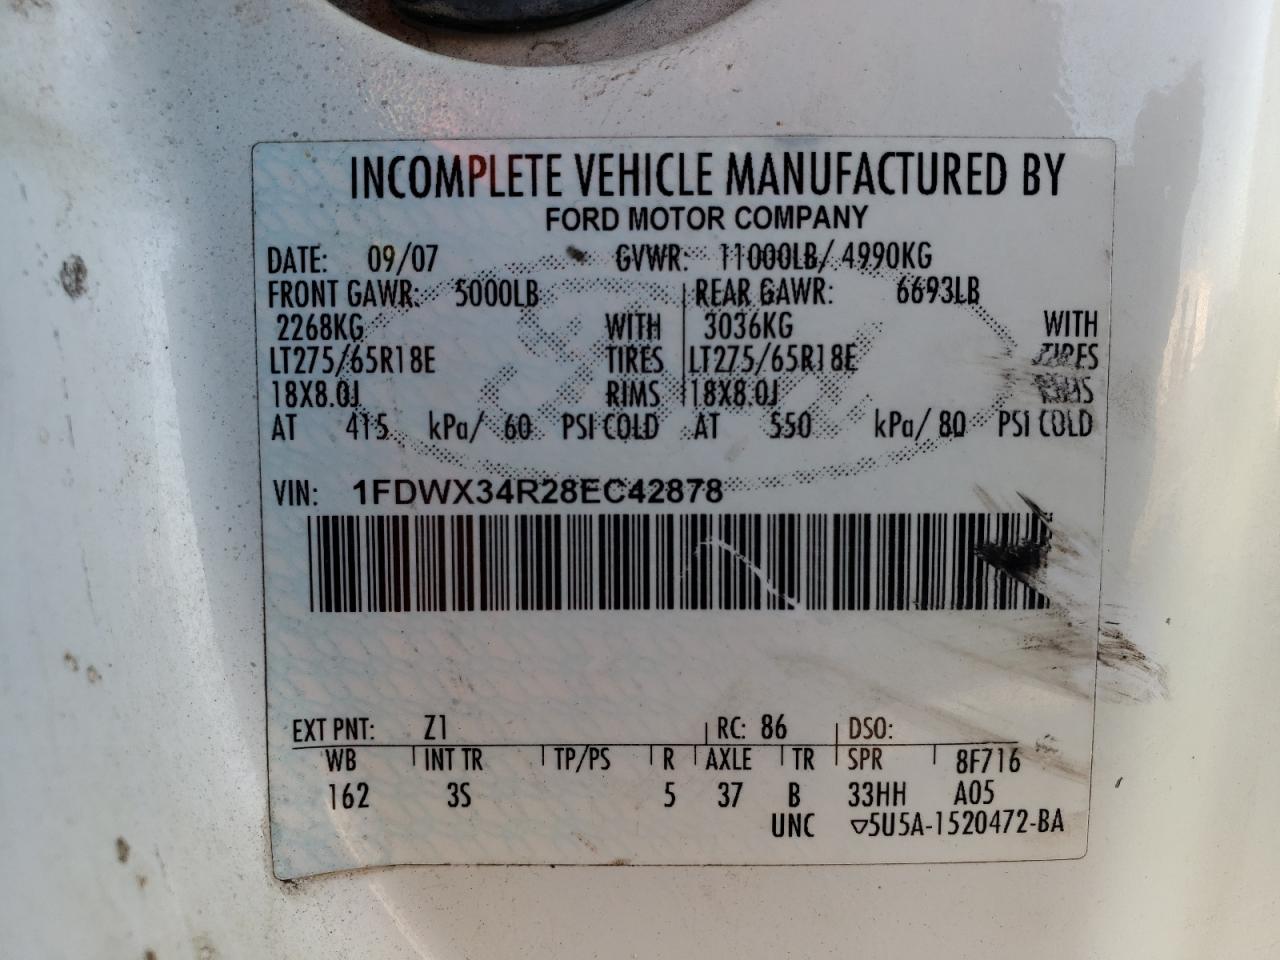 INCOMPLETE VEHICLE MANUFACTURED BY
FORD MOTOR COMPANY
DATE: 09/07 GVWR: 11000LB/ 4990KG
FRONT GAWR: 5000LB REAR GAWR: 6693LB
2268KG WITH 3036KG WITH
LT275/65R18E TIRES LT275/65R18E TIRES
18X8.0J RIMS 18X8.0J RIMS
AT 415 kPa/ 60 PSI COLD AT 550 kPa/ 80 PSI COLD
VIN: 1FDWX34R28EC42878
EXT PNT: Z1 RC: 86 DSO:
WB INT TR TP/PS R AXLE TR SPR 8F716
162 3S 5 37 B 33HH A05
UNC ▽5U5A-1520472-BA